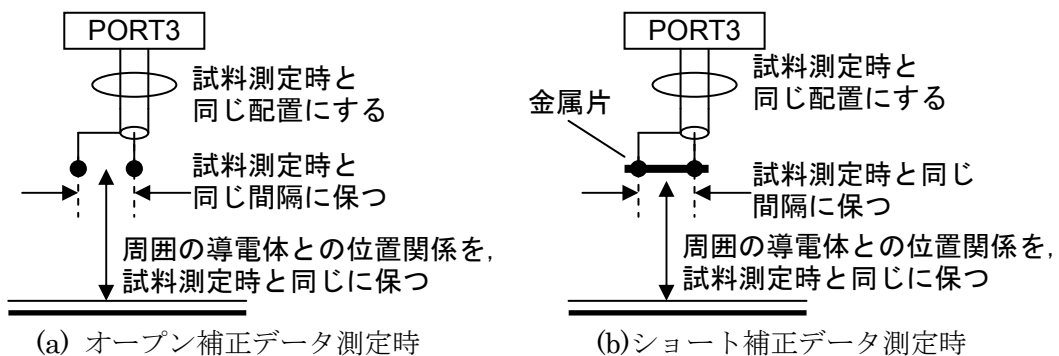 PORT3
試料測定時と
同じ配置にする
試料測定時と
同じ間隔に保つ
周囲の導電体との位置関係を,
試料測定時と同じに保つ
(a) オープン補正データ測定時
PORT3
試料測定時と
同じ配置にする
金属片
試料測定時と同じ
間隔に保つ
周囲の導電体との位置関係を,
試料測定時と同じに保つ
(b)ショート補正データ測定時